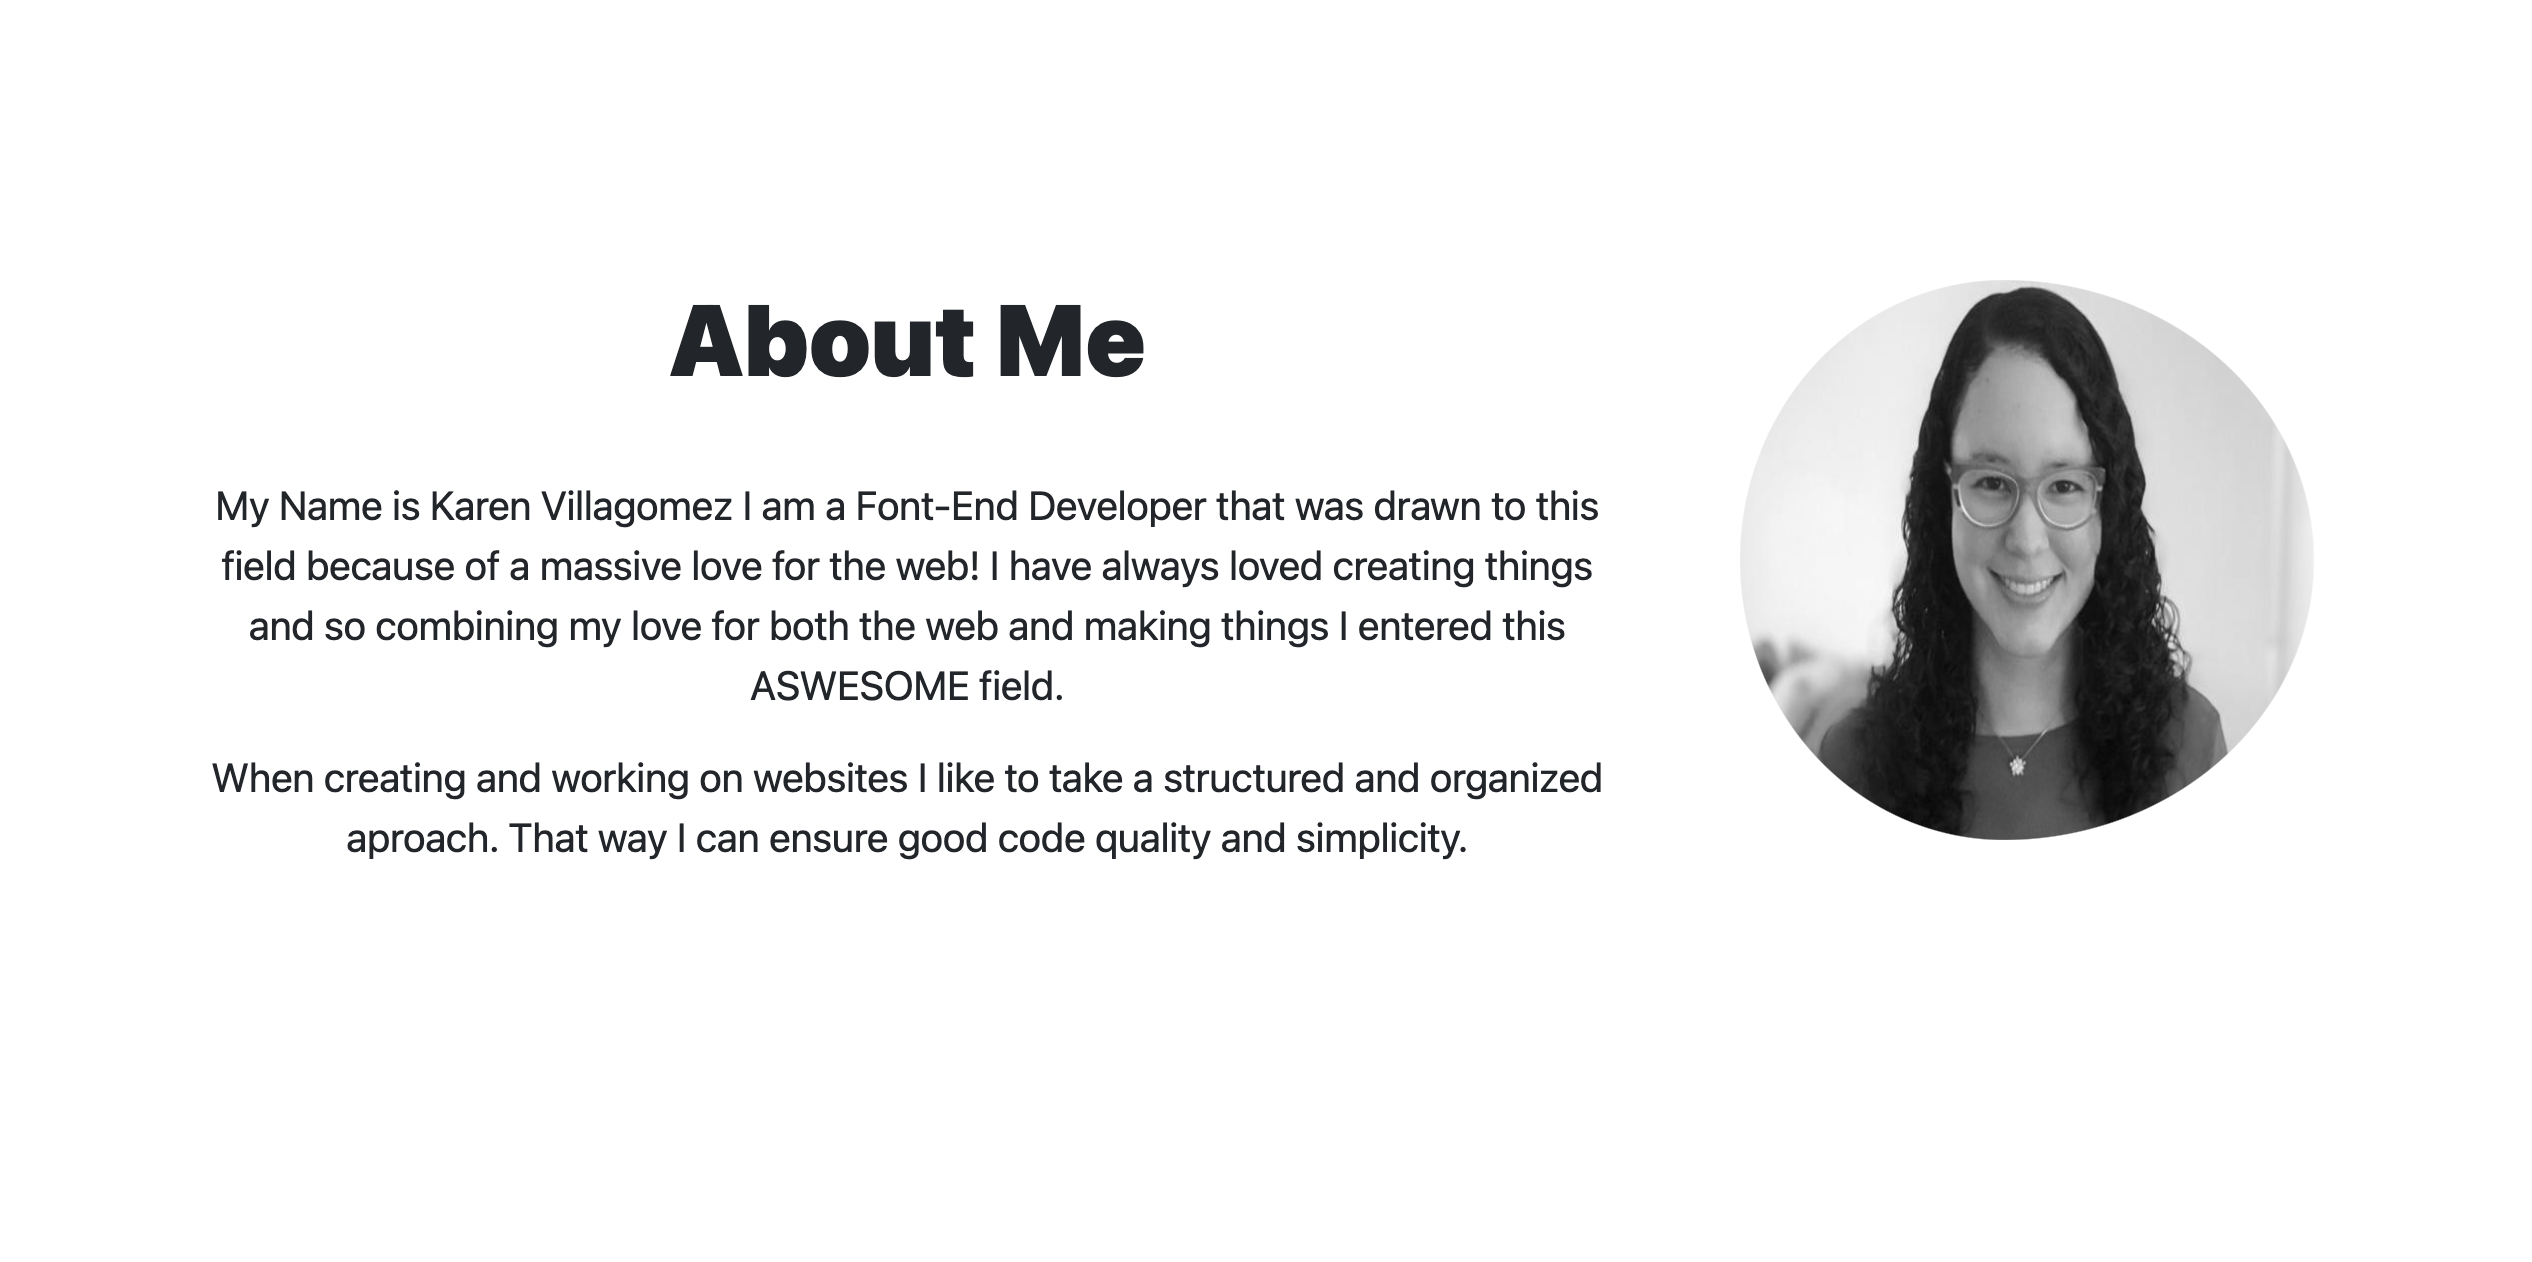 About Me
My Name is Karen Villagomez I am a Font-End Developer that was drawn to this
field because of a massive love for the web! I have always loved creating things
and so combining my love for both the web and making things I entered this
ASWESOME field.
When creating and working on websites I like to take a structured and organized
aproach. That way I can ensure good code quality and simplicity.